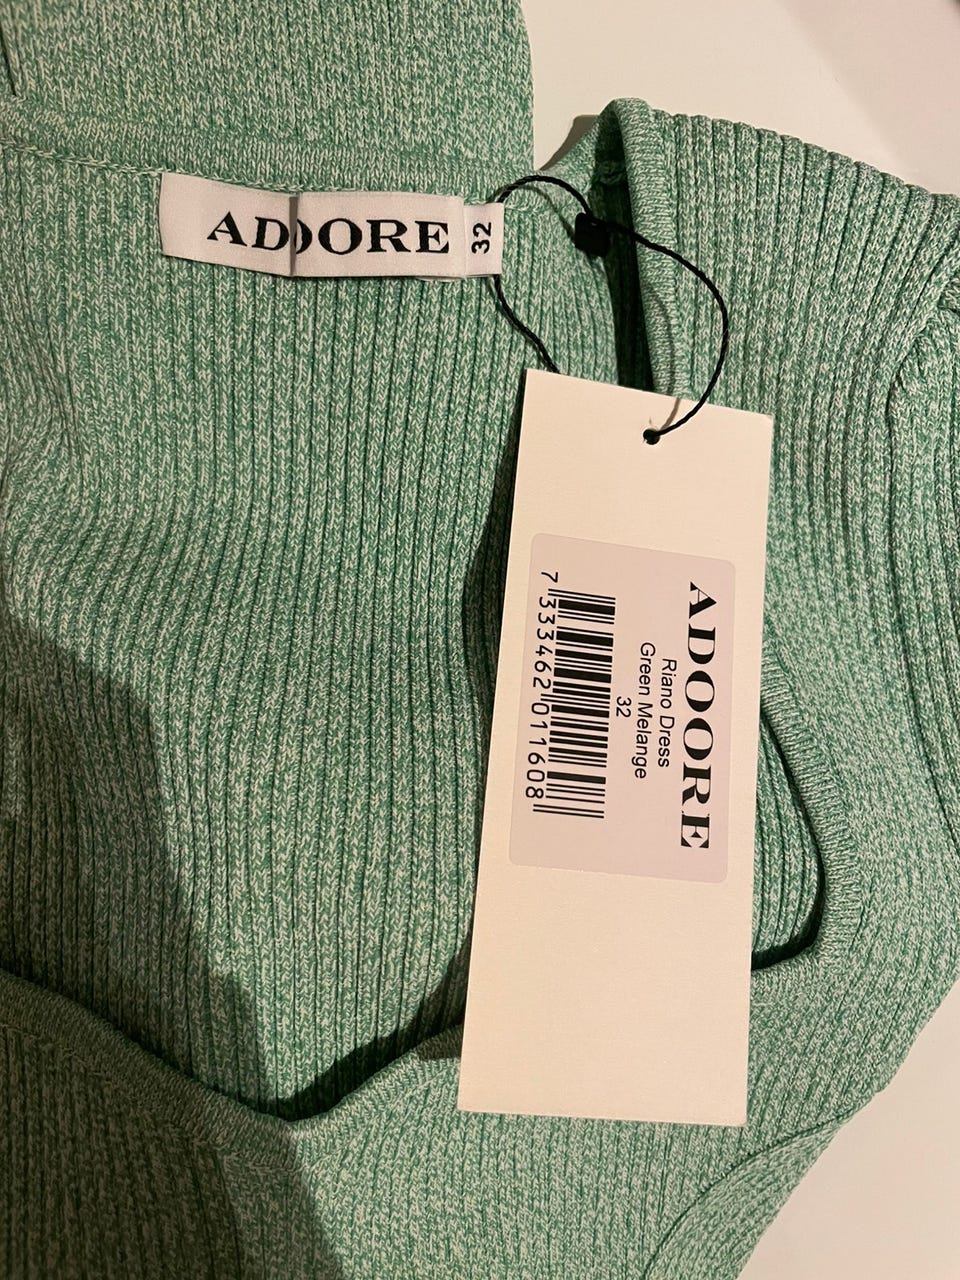 ADOORE
32
ADOORE
Riano Dress
Green Melange
32
7 333462 011608